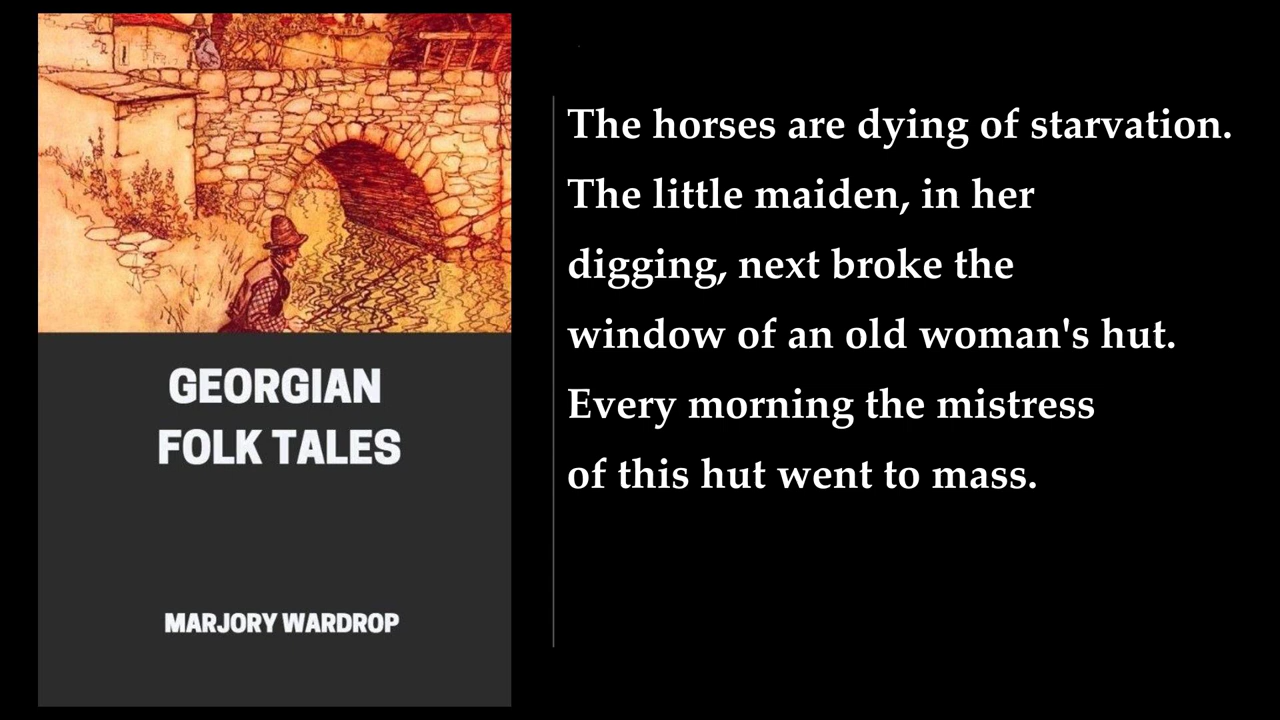 GEORGIAN
FOLK TALES
MARJORY WARDROP
The horses are dying of starvation.
The little maiden, in her
digging, next broke the
window of an old woman's hut.
Every morning the mistress
of this hut went to mass.